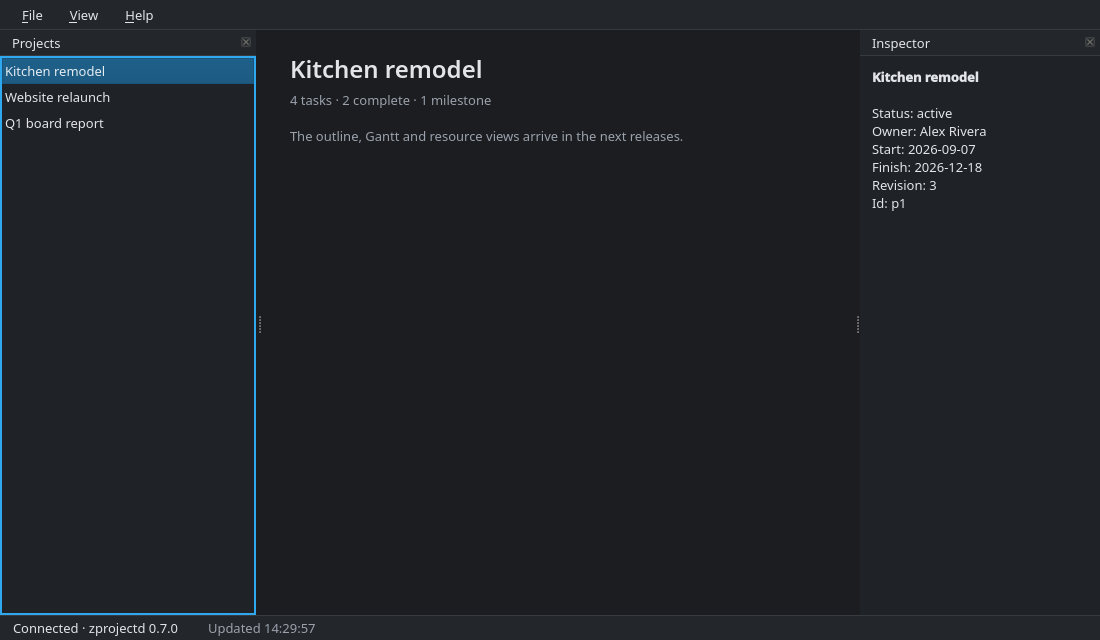 File View Help
Projects
Kitchen remodel
Website relaunch
Q1 board report
Kitchen remodel
4 tasks · 2 complete · 1 milestone
The outline, Gantt and resource views arrive in the next releases.
Inspector
Kitchen remodel
Status: active
Owner: Alex Rivera
Start: 2026-09-07
Finish: 2026-12-18
Revision: 3
Id: p1
Connected · zprojectd 0.7.0 Updated 14:29:57